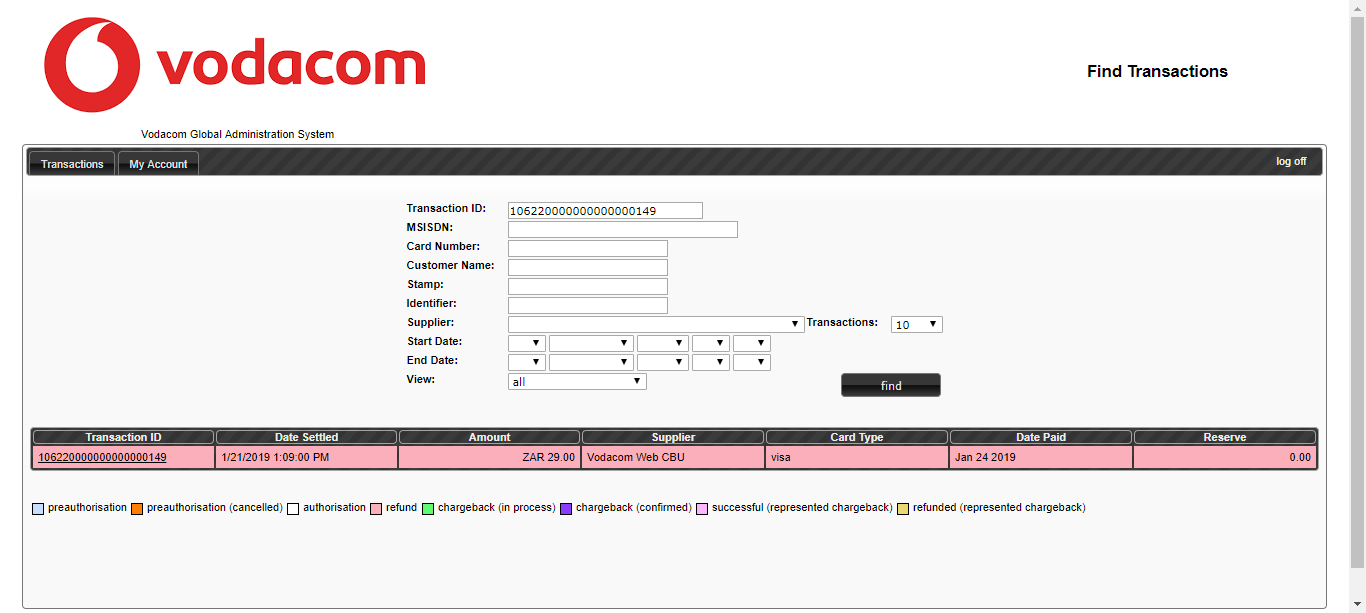 vodacom
Find Transactions
Vodacom Global Administration System
Transactions My Account log off
Transaction ID: 106220000000000000149
MSISDN:
Card Number:
Customer Name:
Stamp:
Identifier:
Supplier: Transactions: 10
Start Date:
End Date:
View: all
find
Transaction ID Date Settled Amount Supplier Card Type Date Paid Reserve
106220000000000000149 1/21/2019 1:09:00 PM ZAR 29.00 Vodacom Web CBU visa Jan 24 2019 0.00
preauthorisation preauthorisation (cancelled) authorisation refund chargeback (in process) chargeback (confirmed) successful (represented chargeback) refunded (represented chargeback)